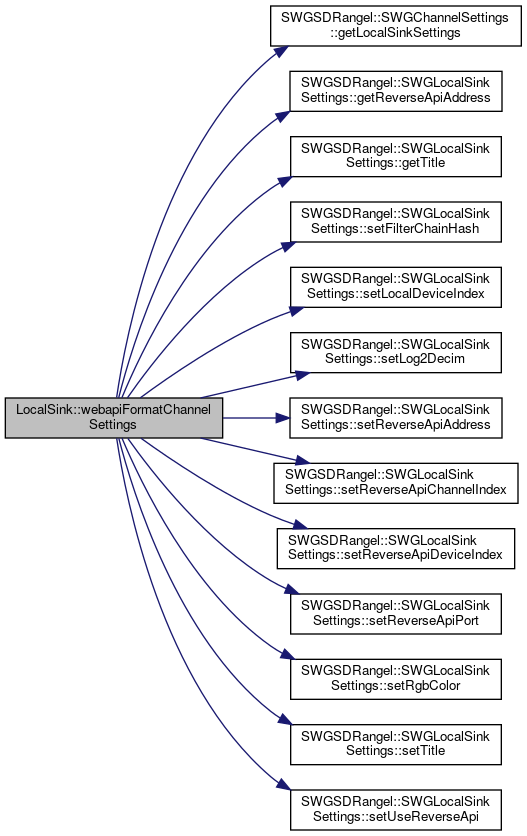 SWGSDRangel::SWGChannelSettings
::getLocalSinkSettings
SWGSDRangel::SWGLocalSink
Settings::getReverseApiAddress
SWGSDRangel::SWGLocalSink
Settings::getTitle
SWGSDRangel::SWGLocalSink
Settings::setFilterChainHash
SWGSDRangel::SWGLocalSink
Settings::setLocalDeviceIndex
SWGSDRangel::SWGLocalSink
Settings::setLog2Decim
LocalSink::webapiFormatChannel
Settings
SWGSDRangel::SWGLocalSink
Settings::setReverseApiAddress
SWGSDRangel::SWGLocalSink
Settings::setReverseApiChannelIndex
SWGSDRangel::SWGLocalSink
Settings::setReverseApiDeviceIndex
SWGSDRangel::SWGLocalSink
Settings::setReverseApiPort
SWGSDRangel::SWGLocalSink
Settings::setRgbColor
SWGSDRangel::SWGLocalSink
Settings::setTitle
SWGSDRangel::SWGLocalSink
Settings::setUseReverseApi